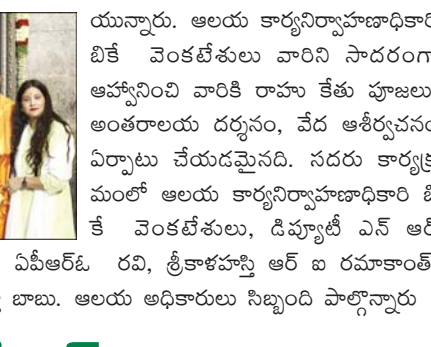 యున్నారు. ఆలయ కార్యనిర్వాహణాధికారి
బికే వెంకటేశులు వారిని సాదరంగా
ఆహ్వానించి వారికి రాహు కేతు పూజలు
అంతరాలయ దర్శనం, వేద ఆశీర్వచనం
ఏర్పాటు చేయడమైనది. సదరు కార్యక్ర
మంలో ఆలయ కార్యనిర్వాహణాధికారి బి
కే వెంకటేశులు, డిప్యూటీ ఎన్ ఆర్
ఏపీఆర్ఓ రవి, శ్రీకాళహస్తి ఆర్ ఐ రమాకాంత్
బాబు. ఆలయ అధికారులు సిబ్బంది పాల్గొన్నారు